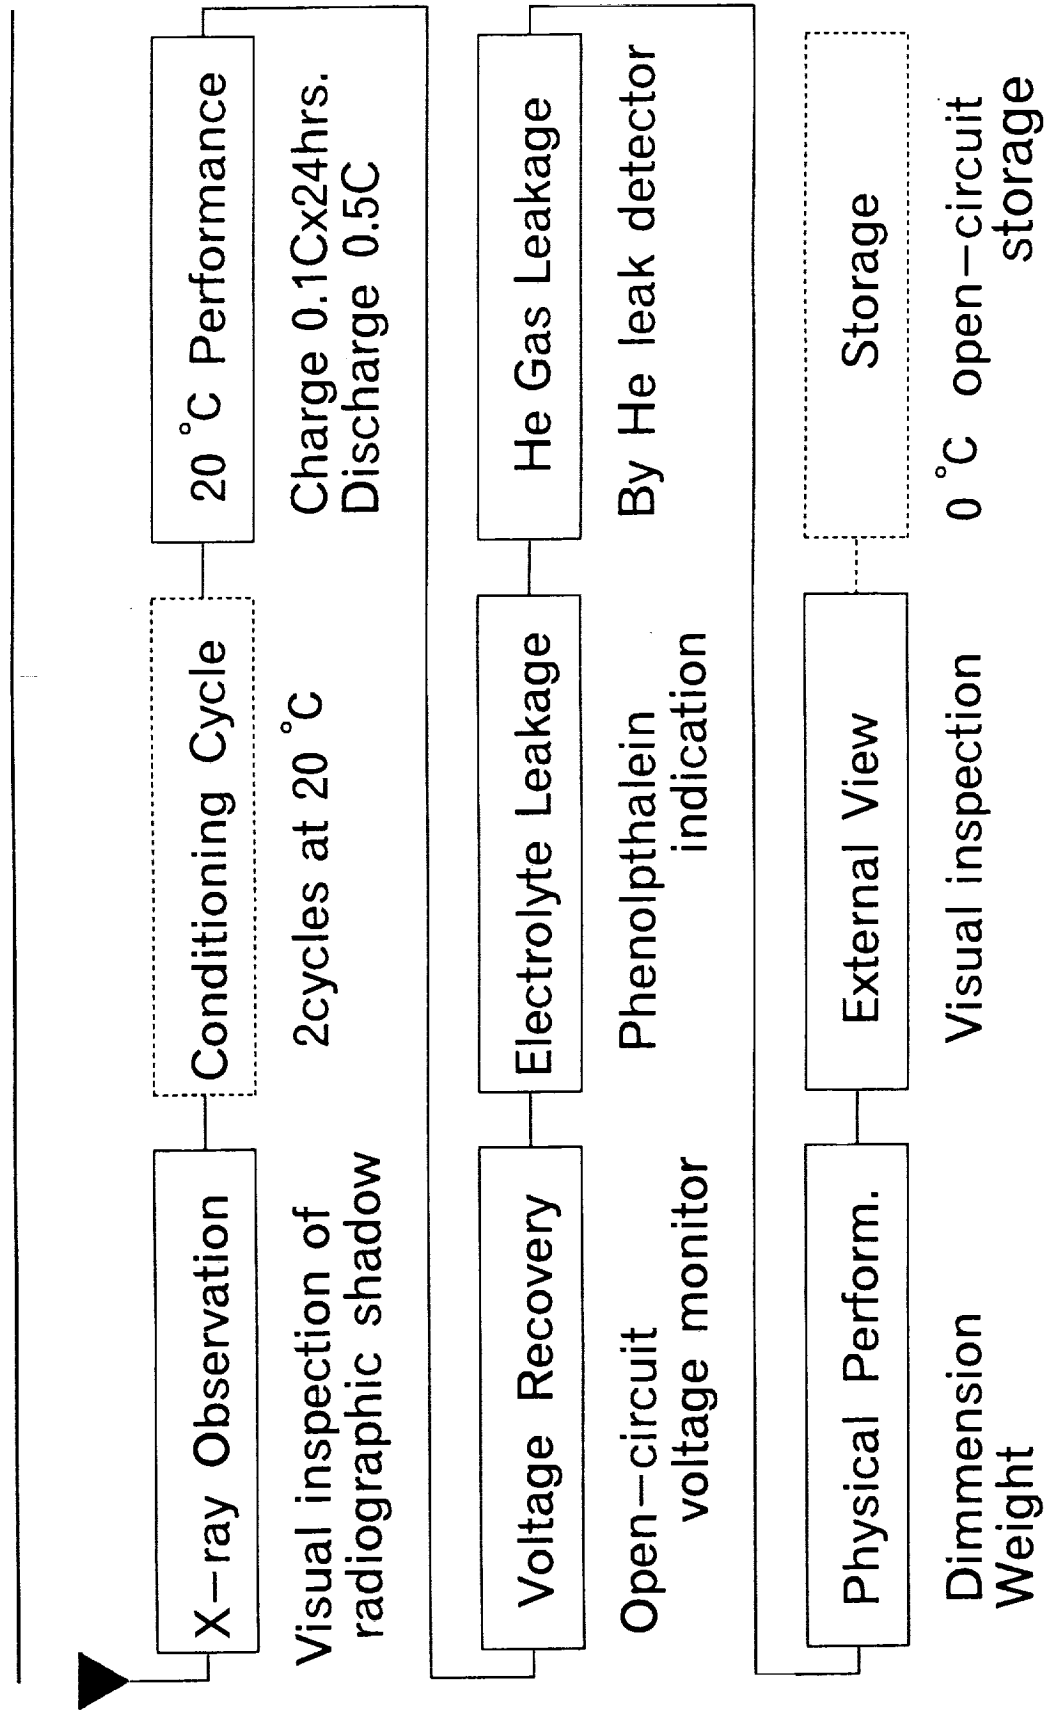 X-ray Observation
Visual inspection of
radiographic shadow
Conditioning Cycle
2cycles at 20 °C
20 °C Performance
Charge 0.1Cx24hrs.
Discharge 0.5C
Voltage Recovery
Open-circuit
voltage monitor
Electrolyte Leakage
Phenolpthalein
indication
He Gas Leakage
By He leak detector
Physical Perform.
Dimmension
Weight
External View
Visual inspection
Storage
0 °C open-circuit
storage